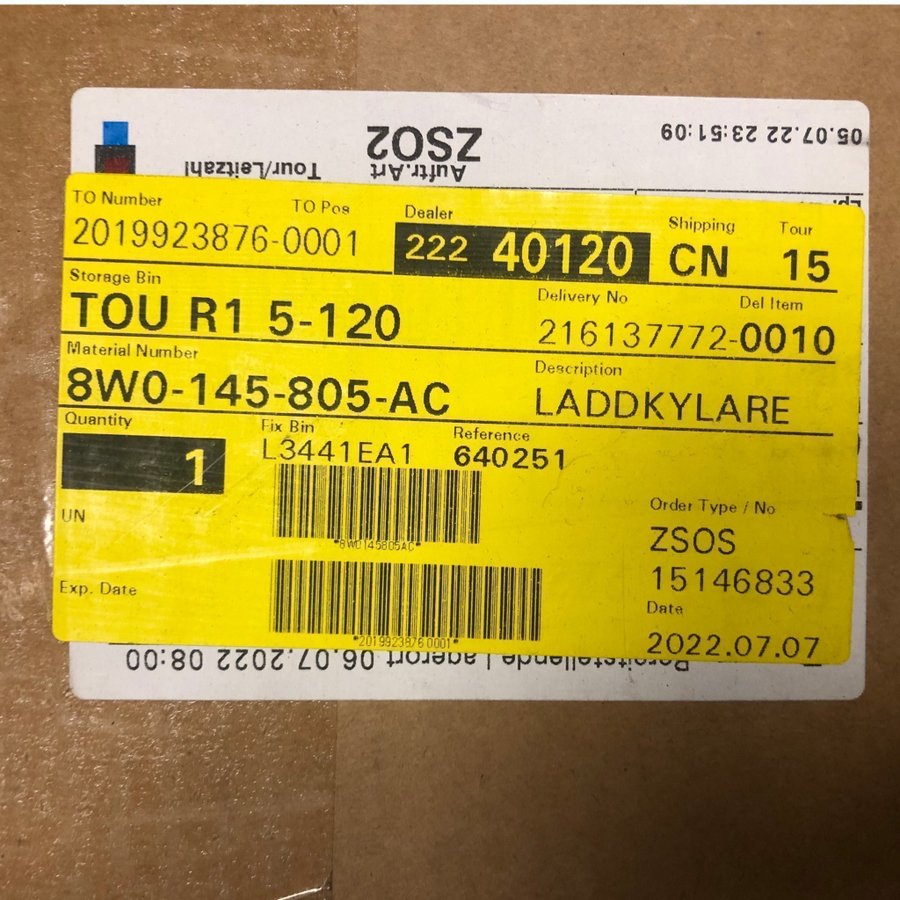 05.07.22 23:51:09
Auftr.Art
ZSO2
Tour/Leitzahl
TO Number TO Pos Dealer Shipping Tour
2019923876-0001 222 40120 CN 15
Storage Bin Delivery No Del Item
TOU R1 5-120 216137772-0010
Material Number Description
8W0-145-805-AC LADDKYLARE
Quantity Fix Bin Reference
1 L3441EA1 640251
*8W0145805AC*
UN
Order Type / No
ZSOS
15146833
Exp. Date
Date
2022.07.07
*2019923876 0001*
Bereitstellende Lagerort 06.07.2022 08:00